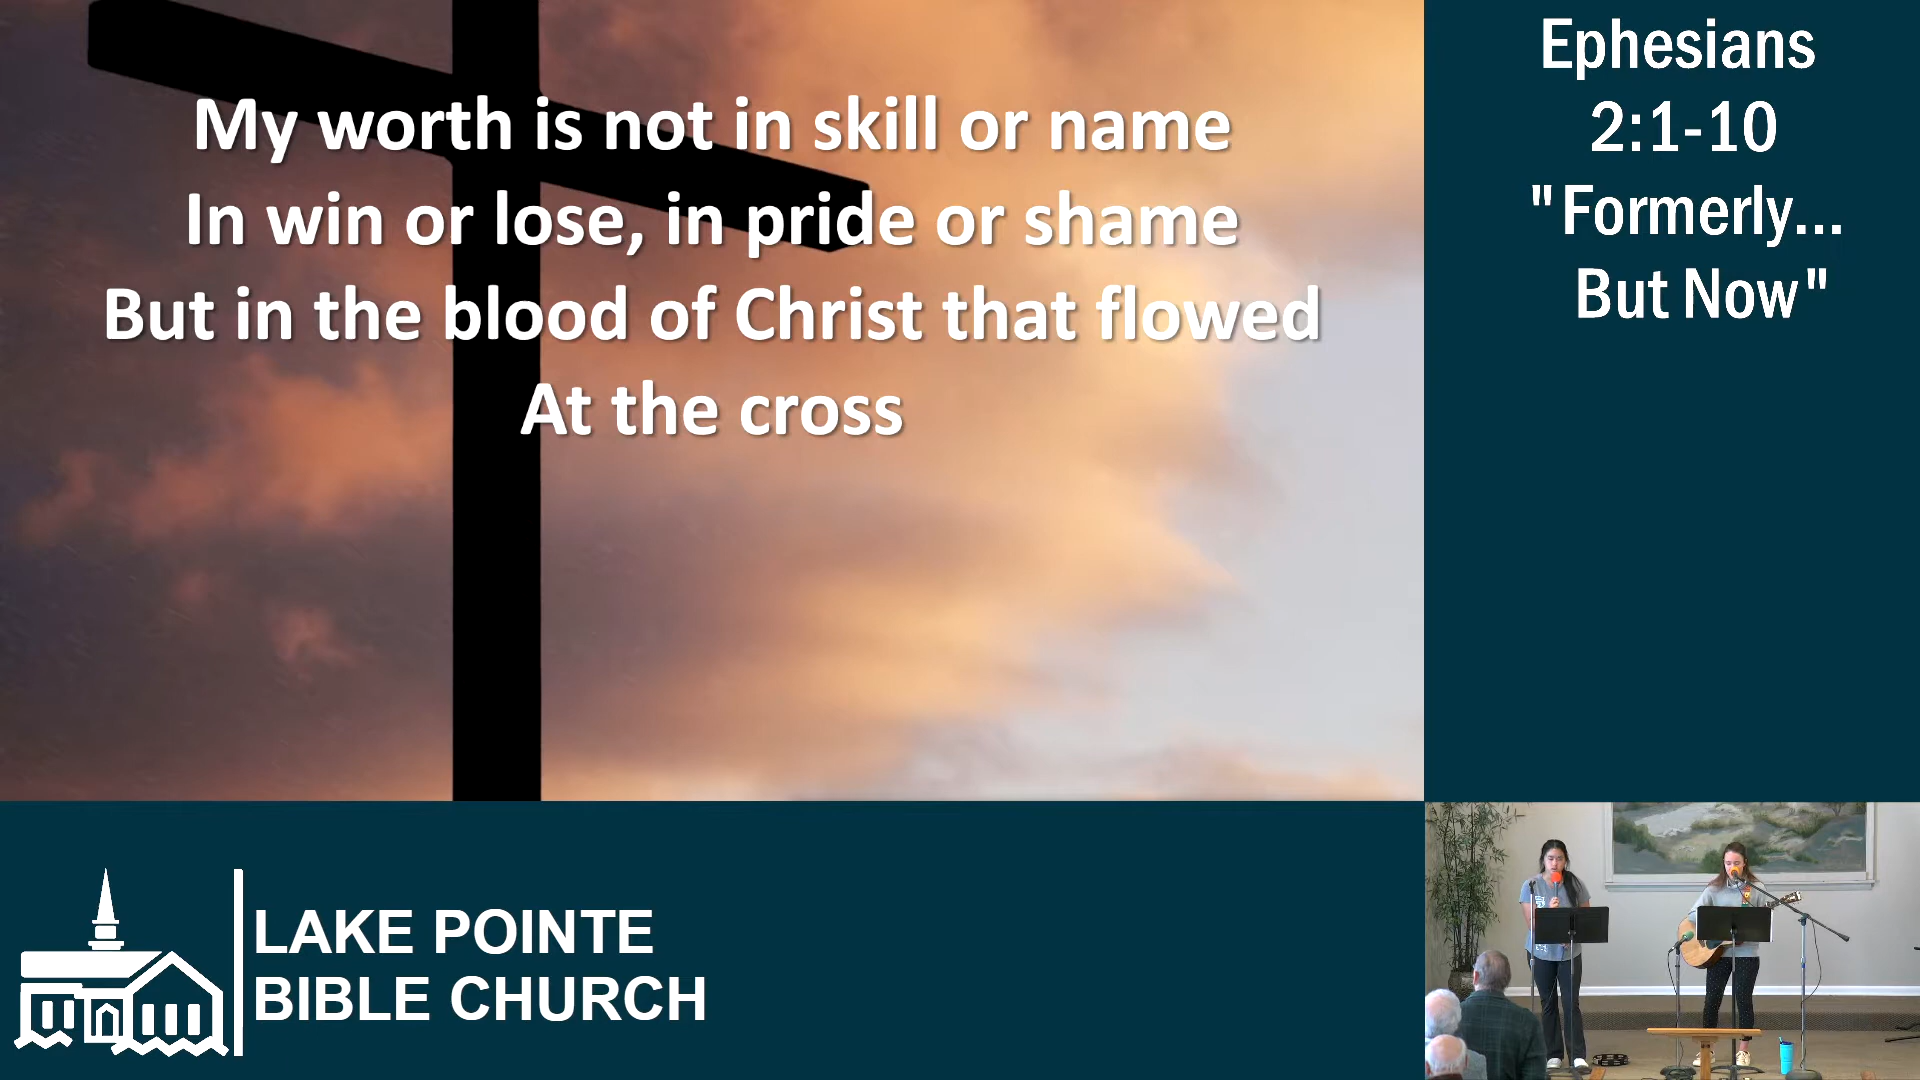 My worth is not in skill or name
In win or lose, in pride or shame
But in the blood of Christ that flowed
At the cross
Ephesians
2:1-10
"Formerly...
But Now"
LAKE POINTE
BIBLE CHURCH